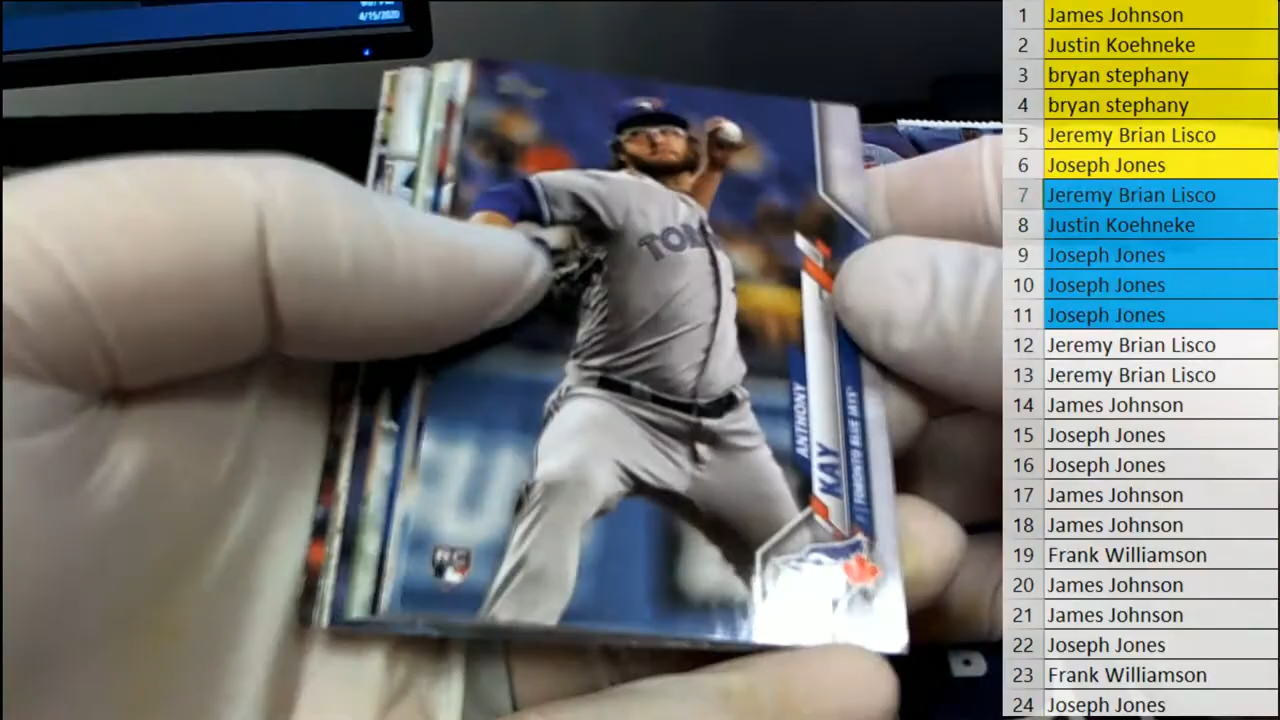 4/15/2020
TOR
ANTHONY
KAY
TORONTO BLUE JAYS
RC
1 James Johnson
2 Justin Koehneke
3 bryan stephany
4 bryan stephany
5 Jeremy Brian Lisco
6 Joseph Jones
7 Jeremy Brian Lisco
8 Justin Koehneke
9 Joseph Jones
10 Joseph Jones
11 Joseph Jones
12 Jeremy Brian Lisco
13 Jeremy Brian Lisco
14 James Johnson
15 Joseph Jones
16 Joseph Jones
17 James Johnson
18 James Johnson
19 Frank Williamson
20 James Johnson
21 James Johnson
22 Joseph Jones
23 Frank Williamson
24 Joseph Jones